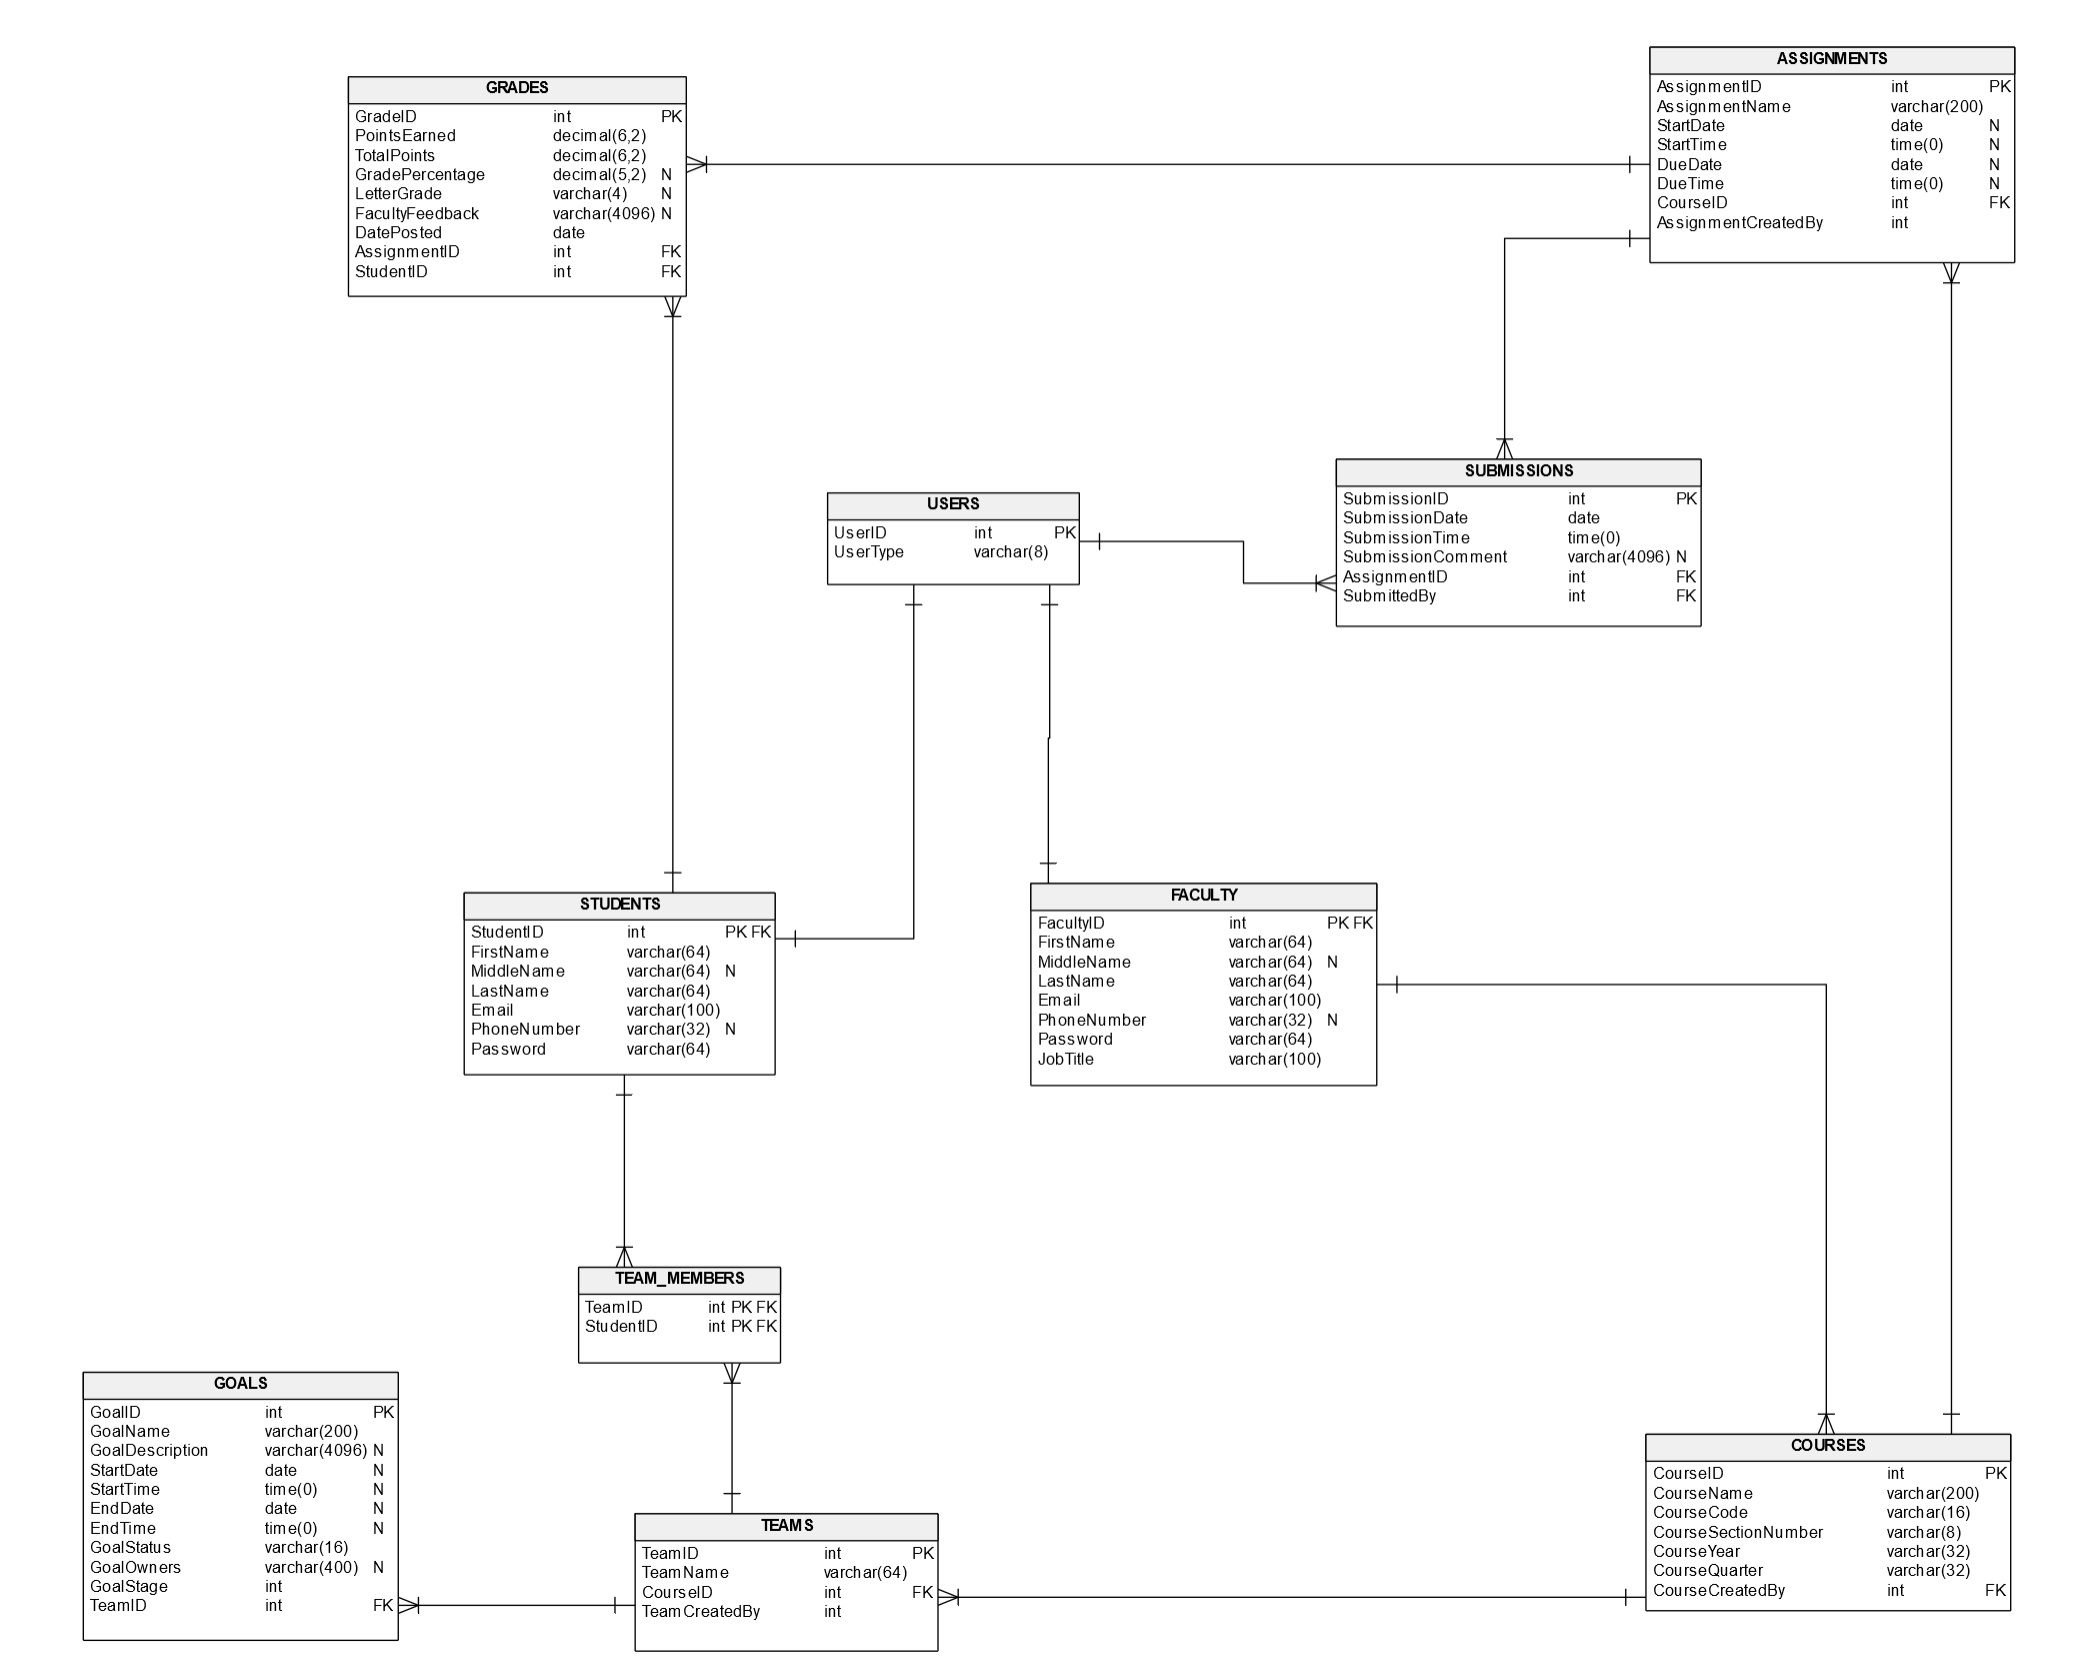 GRADES
GradeID int PK
PointsEarned decimal(6,2)
TotalPoints decimal(6,2)
GradePercentage decimal(5,2) N
LetterGrade varchar(4) N
FacultyFeedback varchar(4096) N
DatePosted date
AssignmentID int FK
StudentID int FK
ASSIGNMENTS
AssignmentID int PK
AssignmentName varchar(200)
StartDate date N
StartTime time(0) N
DueDate date N
DueTime time(0) N
CourseID int FK
AssignmentCreatedBy int
SUBMISSIONS
SubmissionID int PK
SubmissionDate date
SubmissionTime time(0)
SubmissionComment varchar(4096) N
AssignmentID int FK
SubmittedBy int FK
USERS
UserID int PK
UserType varchar(8)
STUDENTS
StudentID int PK FK
FirstName varchar(64)
MiddleName varchar(64) N
LastName varchar(64)
Email varchar(100)
PhoneNumber varchar(32) N
Password varchar(64)
FACULTY
FacultyID int PK FK
FirstName varchar(64)
MiddleName varchar(64) N
LastName varchar(64)
Email varchar(100)
PhoneNumber varchar(32) N
Password varchar(64)
JobTitle varchar(100)
TEAM_MEMBERS
TeamID int PK FK
StudentID int PK FK
GOALS
GoalID int PK
GoalName varchar(200)
GoalDescription varchar(4096) N
StartDate date N
StartTime time(0) N
EndDate date N
EndTime time(0) N
GoalStatus varchar(16)
GoalOwners varchar(400) N
GoalStage int
TeamID int FK
TEAMS
TeamID int PK
TeamName varchar(64)
CourseID int FK
TeamCreatedBy int
COURSES
CourseID int PK
CourseName varchar(200)
CourseCode varchar(16)
CourseSectionNumber varchar(8)
CourseYear varchar(32)
CourseQuarter varchar(32)
CourseCreatedBy int FK